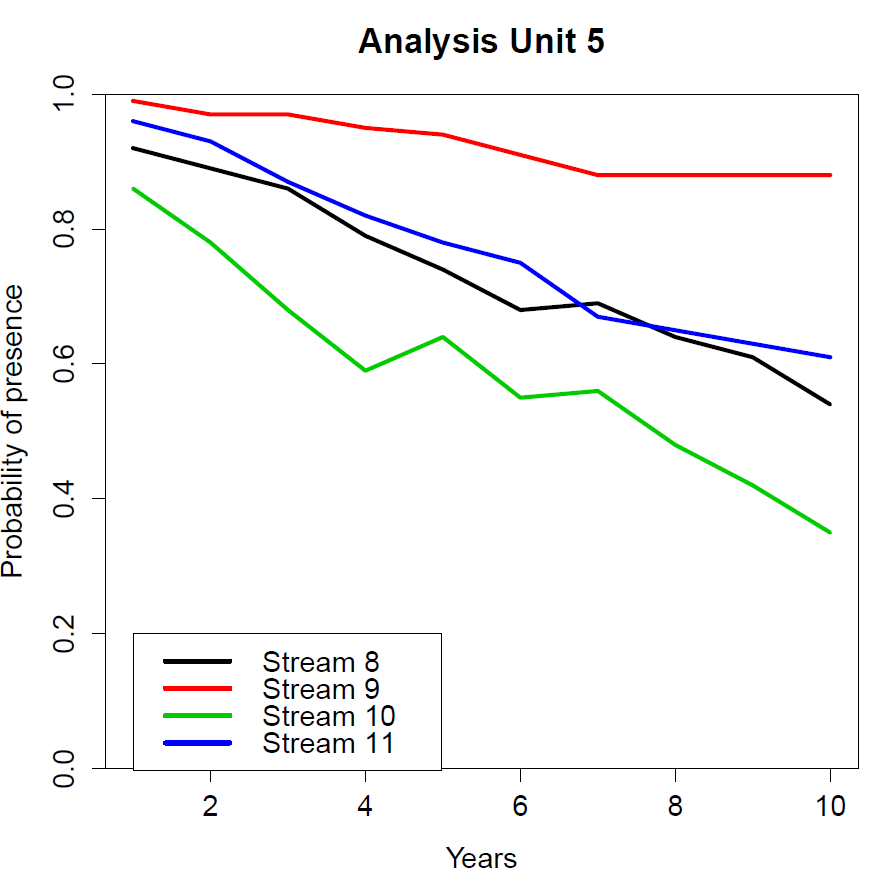 Analysis Unit 5
Probability of presence
1.0
0.8
0.6
0.4
0.2
0.0
Stream 8
Stream 9
Stream 10
Stream 11
2 4 6 8 10
Years